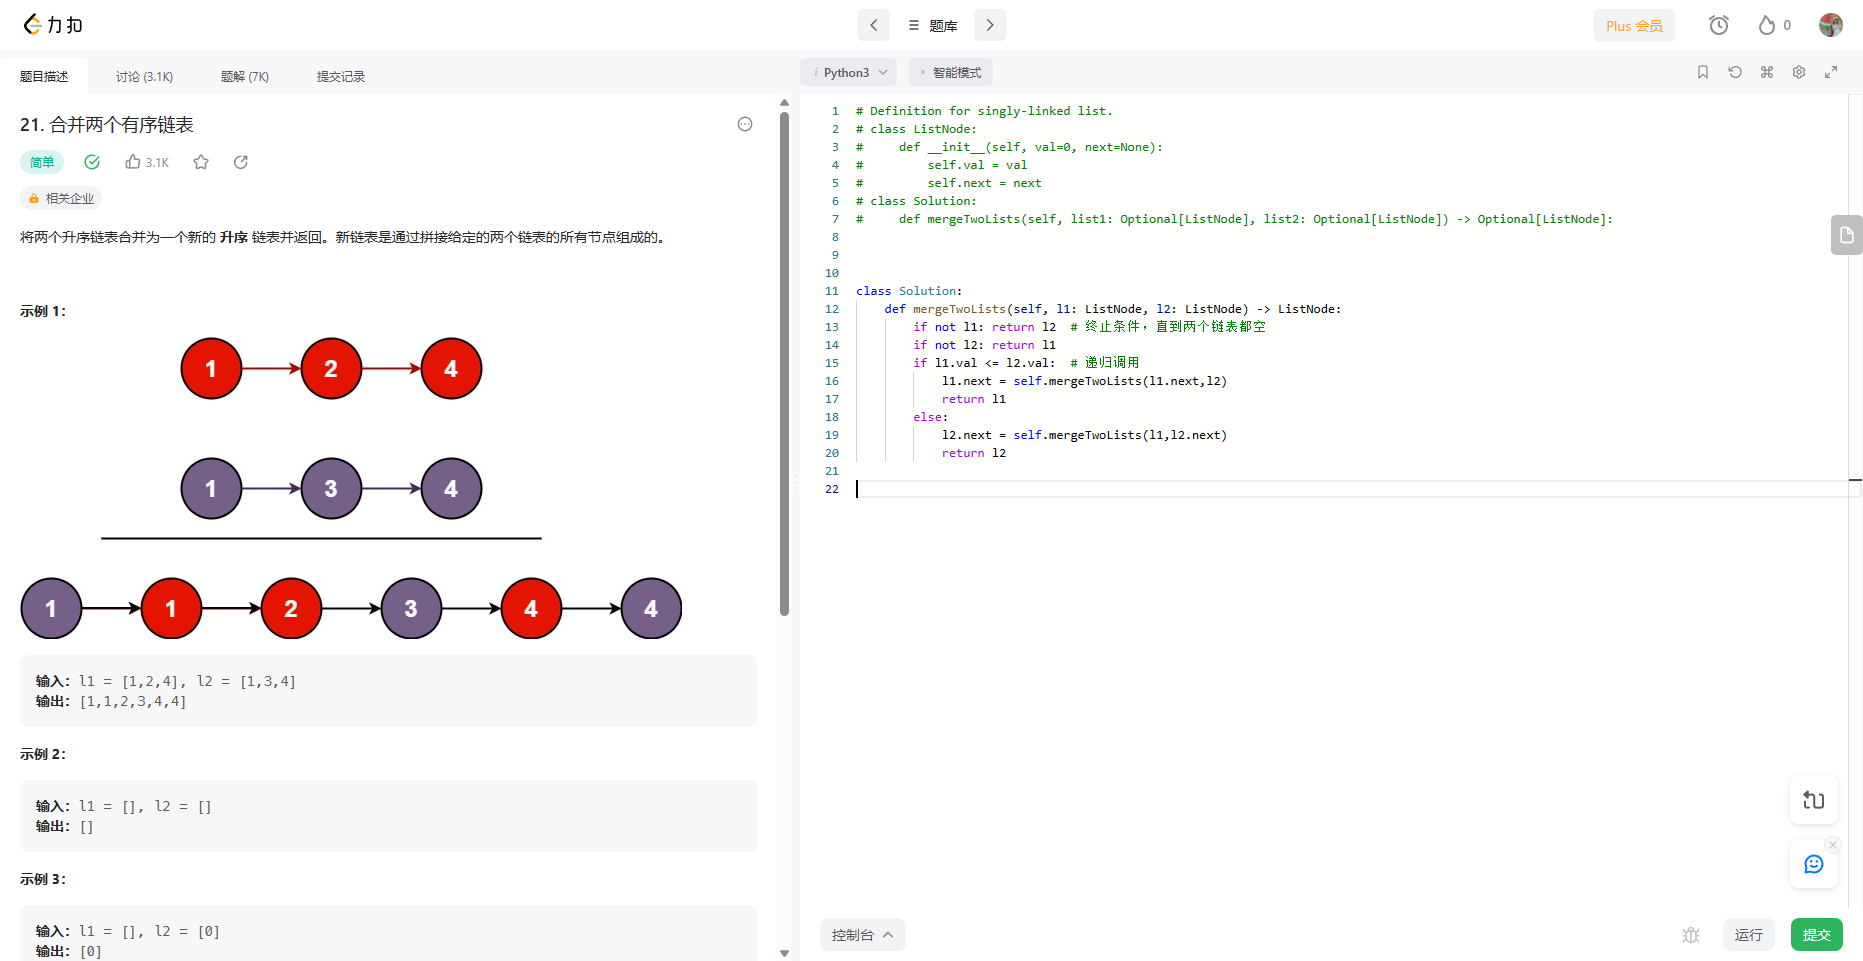 力扣
题库
Plus 会员
0
题目描述
讨论 (3.1K)
题解 (7K)
提交记录
21. 合并两个有序链表
简单
3.1K
相关企业
将两个升序链表合并为一个新的 升序 链表并返回。新链表是通过拼接给定的两个链表的所有节点组成的。
示例 1：
1 2 4
1 3 4
1 1 2 3 4 4
输入：l1 = [1,2,4], l2 = [1,3,4]
输出：[1,1,2,3,4,4]
示例 2：
输入：l1 = [], l2 = []
输出：[]
示例 3：
输入：l1 = [], l2 = [0]
输出：[0]
i Python3
智能模式
1 # Definition for singly-linked list.
2 # class ListNode:
3 #     def __init__(self, val=0, next=None):
4 #         self.val = val
5 #         self.next = next
6 # class Solution:
7 #     def mergeTwoLists(self, list1: Optional[ListNode], list2: Optional[ListNode]) -> Optional[ListNode]:
8
9
10
11 class Solution:
12     def mergeTwoLists(self, l1: ListNode, l2: ListNode) -> ListNode:
13         if not l1: return l2  # 终止条件，直到两个链表都空
14         if not l2: return l1
15         if l1.val <= l2.val:  # 递归调用
16             l1.next = self.mergeTwoLists(l1.next,l2)
17             return l1
18         else:
19             l2.next = self.mergeTwoLists(l1,l2.next)
20             return l2
21
22
控制台
运行
提交